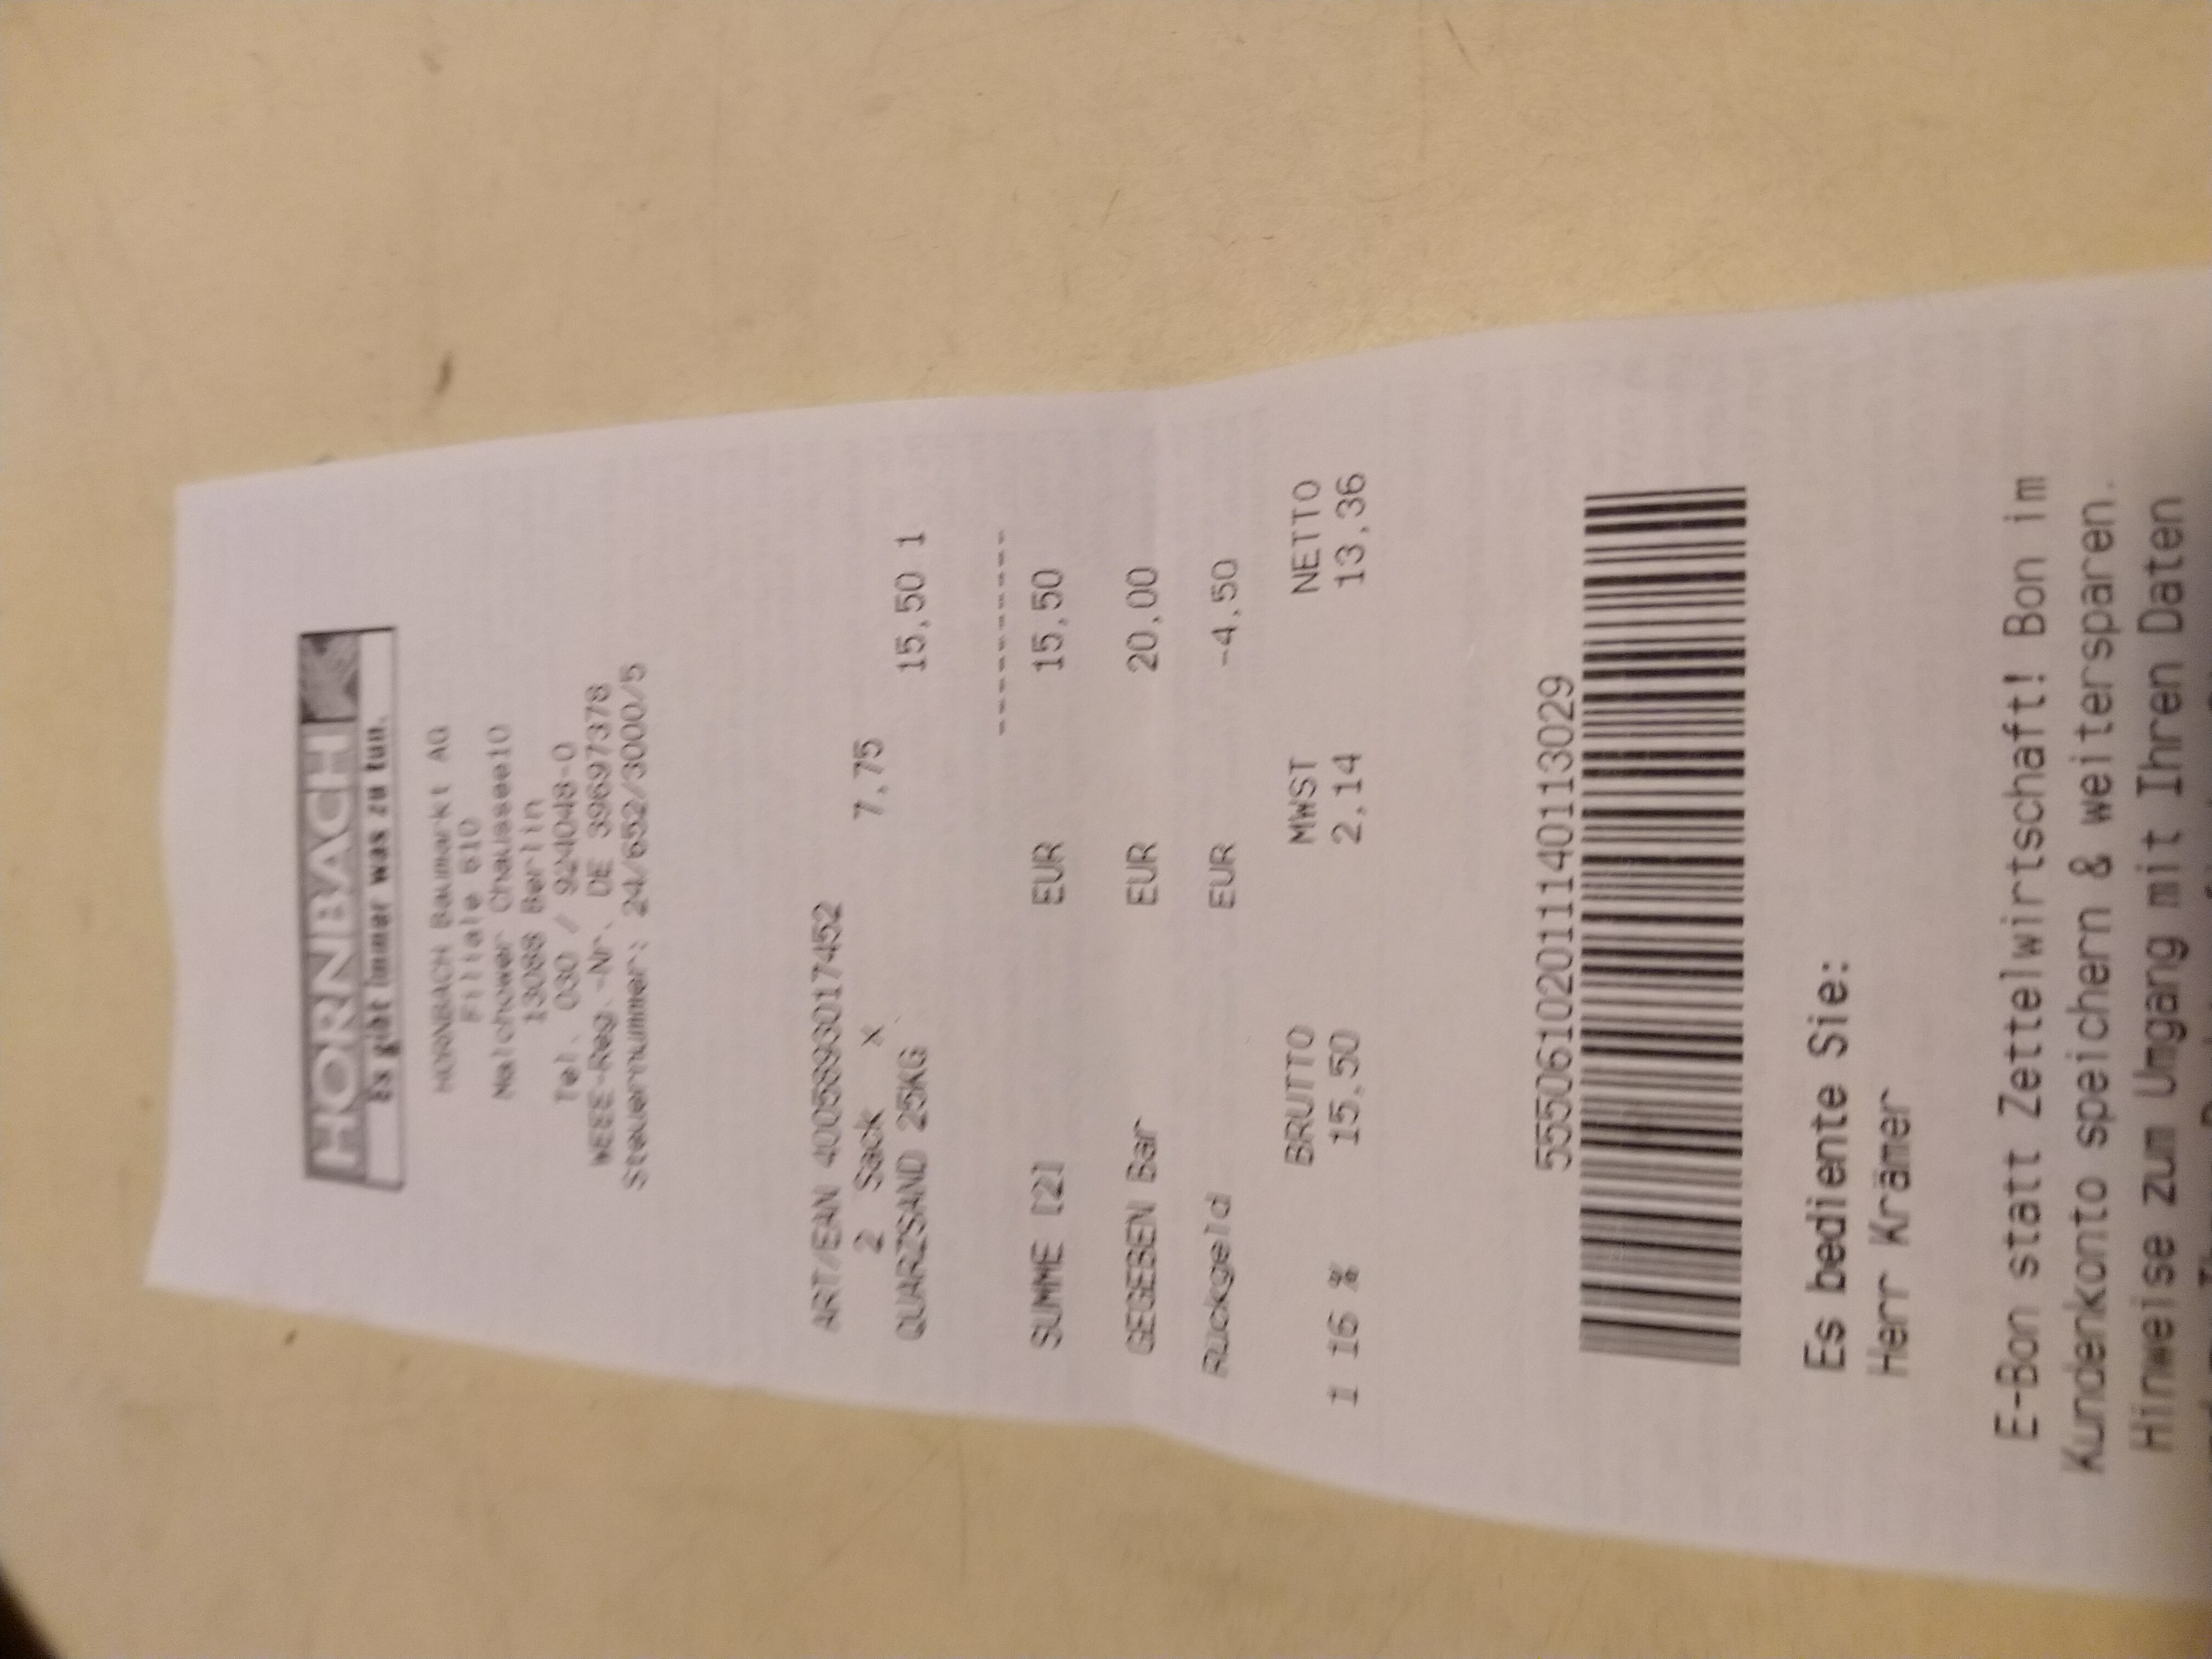 HORNBACH
Es gibt immer was zu tun.
HORNBACH Baumarkt AG
Filiale 610
Malchower Chaussee10
13088 Berlin
Tel. 030 / 924048-0
WEEE-Reg.-Nr. DE 39697378
Steuernummer: 24/652/3000/5
ART/EAN 4005893017452
2 Sack x 7,75
QUARZSAND 25KG 15,50 1
------------
SUMME [2] EUR 15,50
GEGEBEN Bar EUR 20,00
Rückgeld EUR -4,50
BRUTTO MWST NETTO
1 16 % 15,50 2,14 13,36
5550610201114011​3029
Es bediente Sie:
Herr Krämer
E-Bon statt Zettelwirtschaft! Bon im
Kundenkonto speichern & weitersparen.
Hinweise zum Umgang mit Ihren Daten